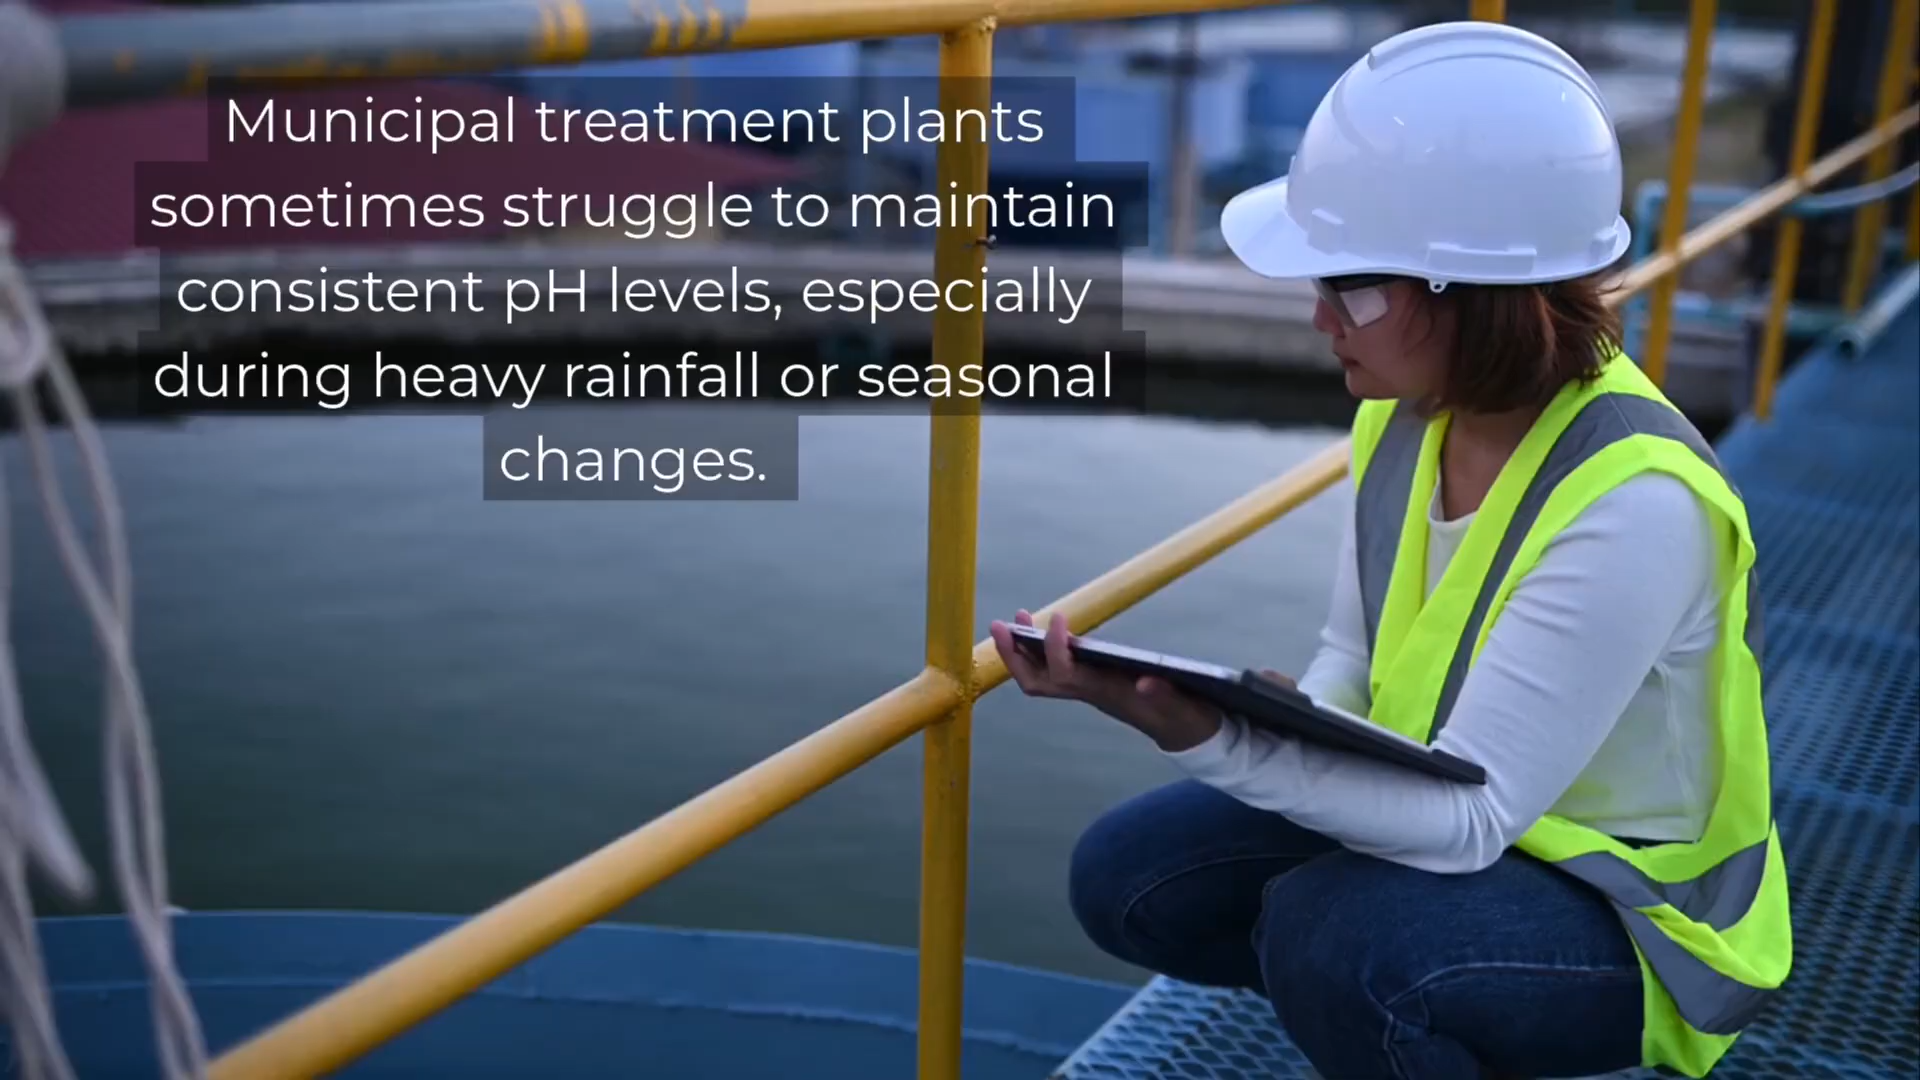 Municipal treatment plants
sometimes struggle to maintain
consistent pH levels, especially
during heavy rainfall or seasonal
changes.